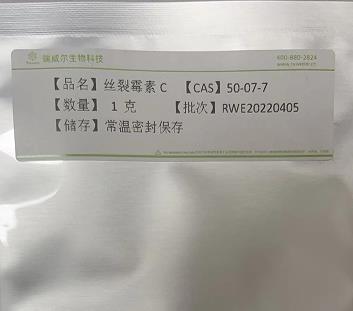 瑞威尔生物科技
400-880-2824
【品名】丝裂霉素 C 【CAS】50-07-7
【数量】 1 克 【批次】RWE20220405
【储存】常温密封保存